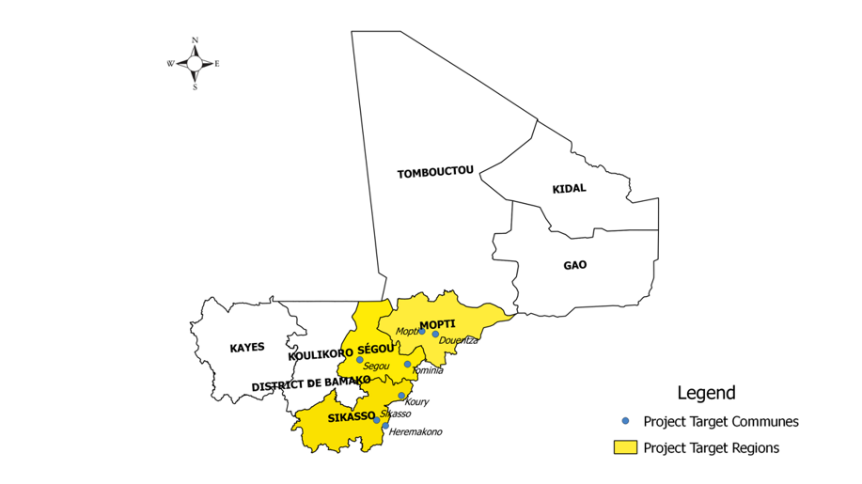 N
W E
S
TOMBOUCTOU
KIDAL
GAO
MOPTI
Mopti
Douentza
KAYES
KOULIKORO SÉGOU
Segou
Tominia
DISTRICT DE BAMAKO
Koury
SIKASSO Sikasso
Heremakono
Legend
Project Target Communes
Project Target Regions